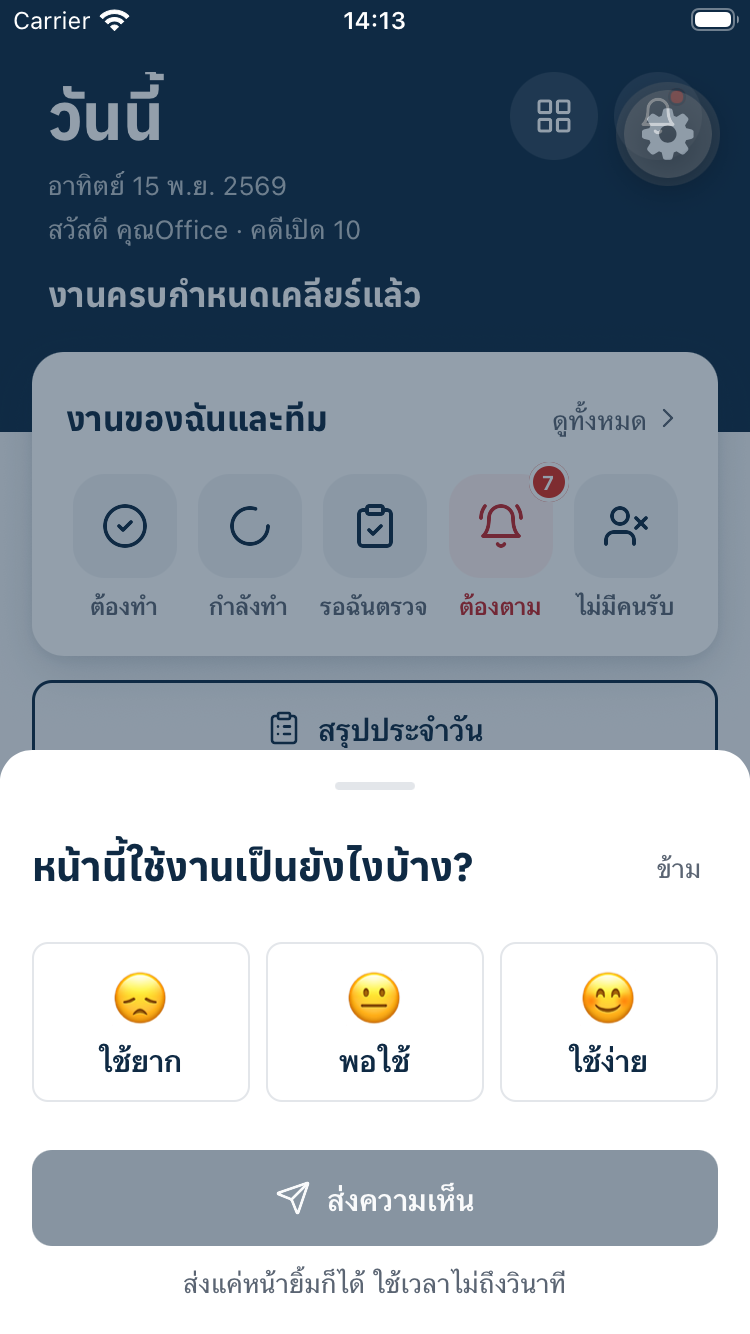 Carrier 14:13
วันนี้
อาทิตย์ 15 พ.ย. 2569
สวัสดี คุณOffice · คดีเปิด 10
งานครบกำหนดเคลียร์แล้ว
งานของฉันและทีม ดูทั้งหมด
7
ต้องทำ กำลังทำ รอฉันตรวจ ต้องตาม ไม่มีคนรับ
สรุปประจำวัน
หน้านี้ใช้งานเป็นยังไงบ้าง? ข้าม
ใช้ยาก พอใช้ ใช้ง่าย
ส่งความเห็น
ส่งแค่หน้ายิ้มก็ได้ ใช้เวลาไม่ถึงวินาที